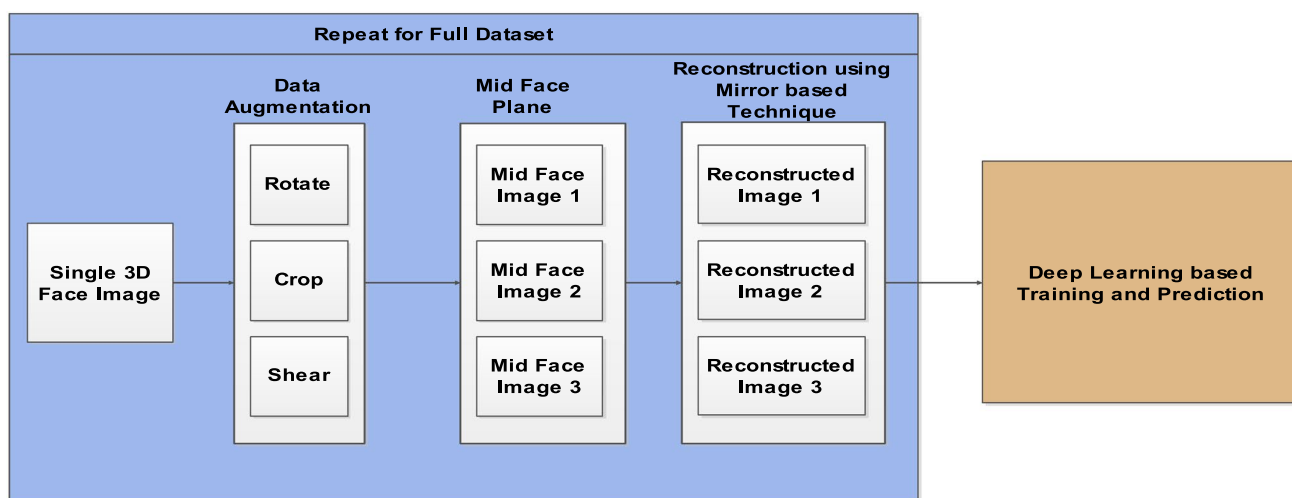 Repeat for Full Dataset
Data
Augmentation
Mid Face
Plane
Reconstruction using
Mirror based
Technique
Single 3D
Face Image
Rotate
Crop
Shear
Mid Face
Image 1
Mid Face
Image 2
Mid Face
Image 3
Reconstructed
Image 1
Reconstructed
Image 2
Reconstructed
Image 3
Deep Learning based
Training and Prediction